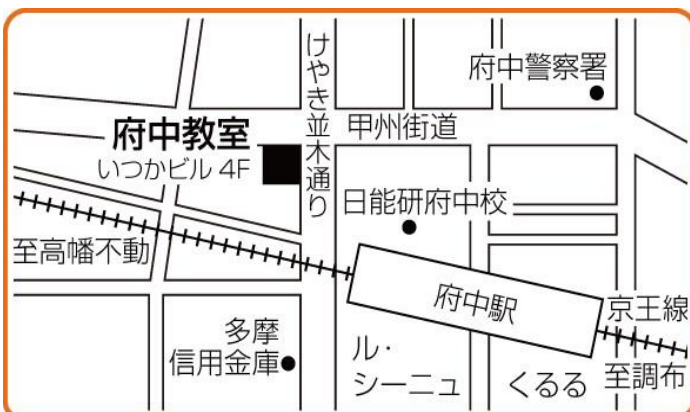 けやき並木通り
府中警察署
府中教室
いつかビル 4F
甲州街道
日能研府中校
至高幡不動
府中駅
京王線
至調布
多摩
信用金庫
ル・
シーニュ
くるる